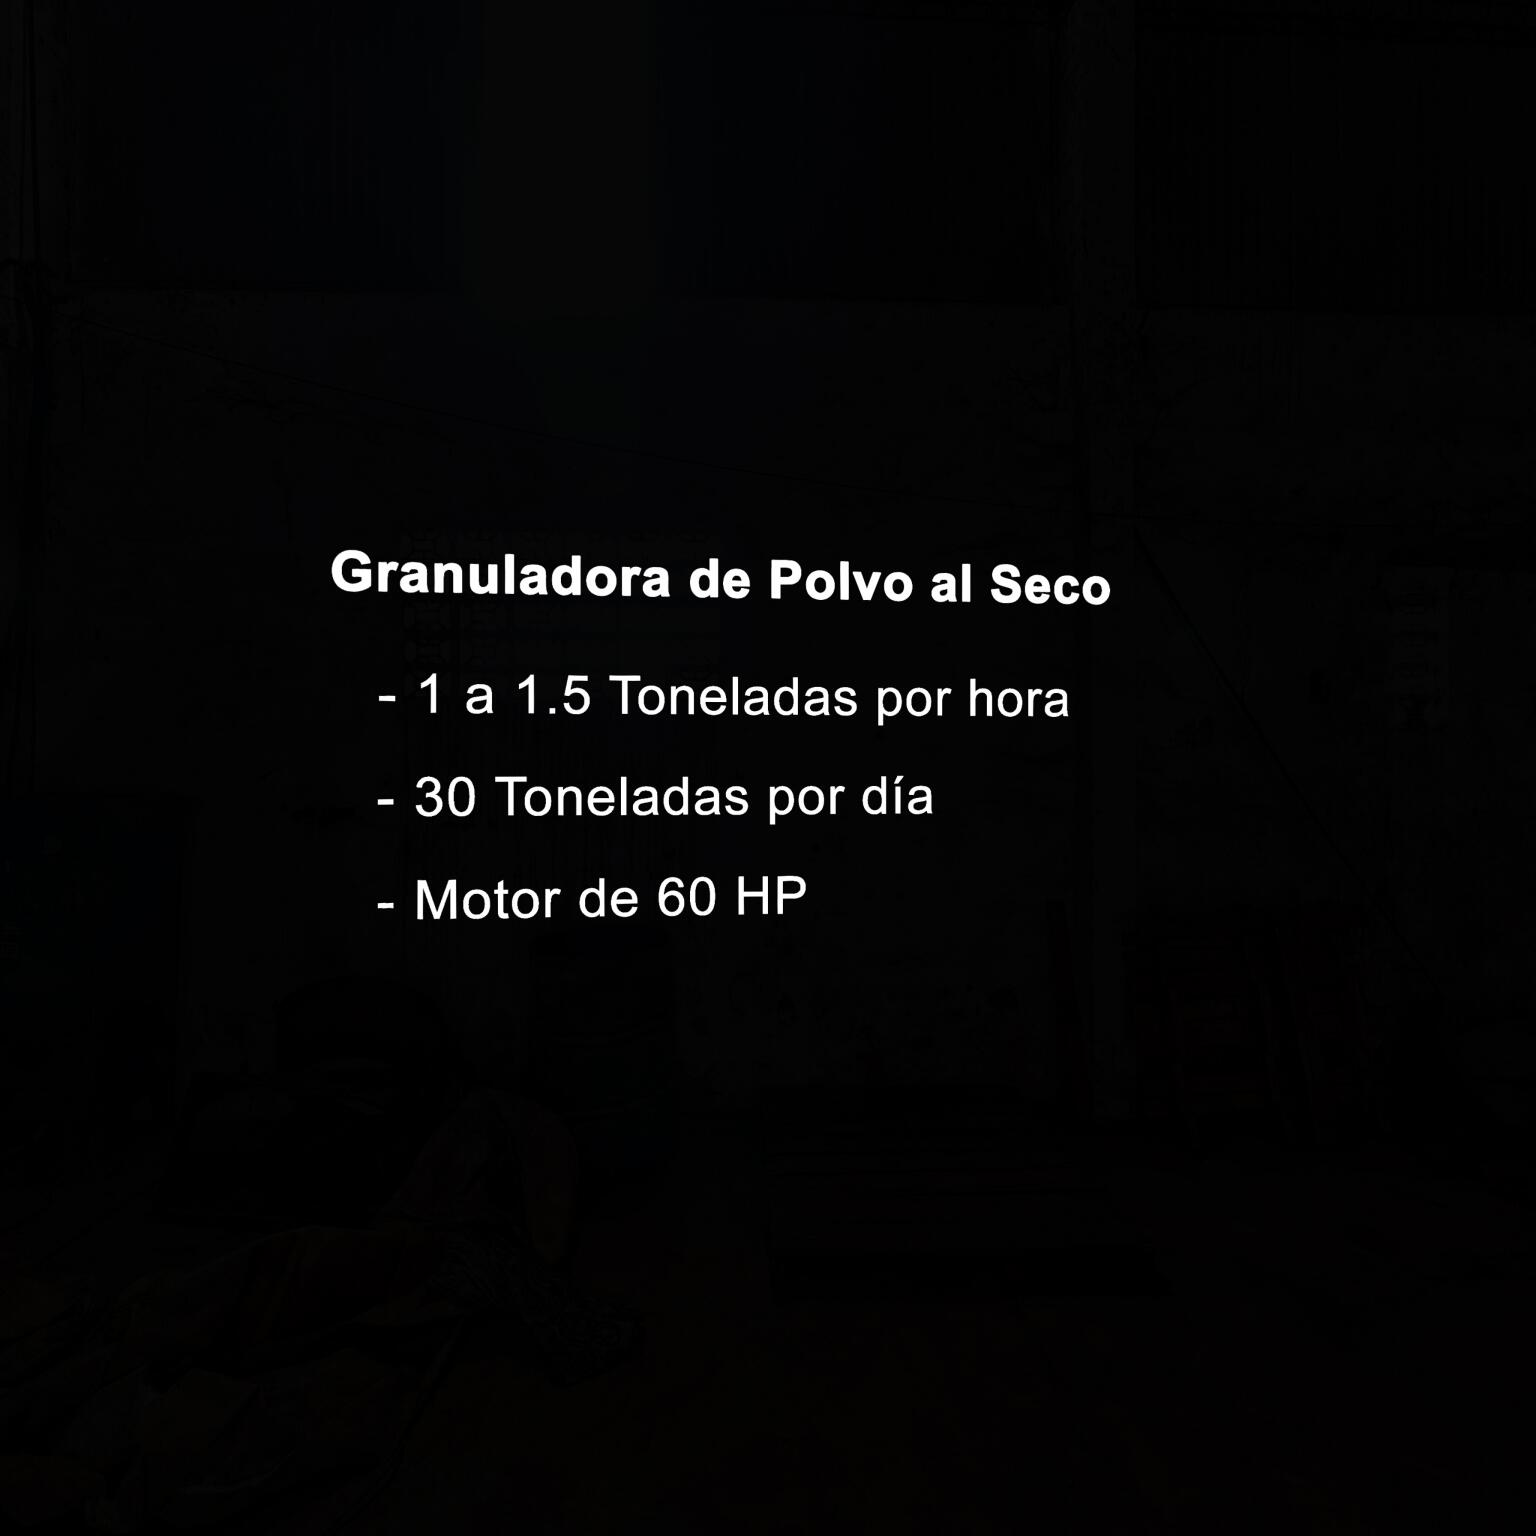 Granuladora de Polvo al Seco
- 1 a 1.5 Toneladas por hora
- 30 Toneladas por día
- Motor de 60 HP